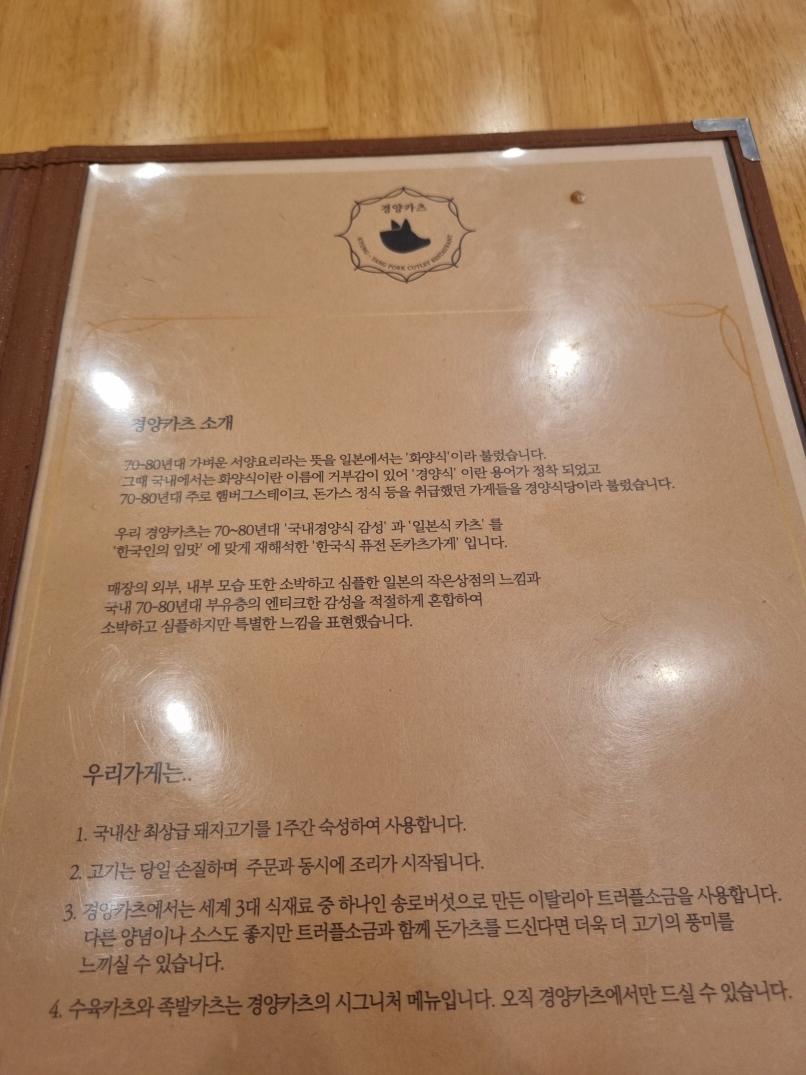 경양카츠
KYUNG - YANG PORK CUTLET RESTAURANT
경양카츠 소개
70-80년대 가벼운 서양요리라는 뜻을 일본에서는 '화양식'이라 불렀습니다.
그때 국내에서는 화양식이란 이름에 거부감이 있어 '경양식' 이란 용어가 정착 되었고
70-80년대 주로 햄버그스테이크, 돈가스 정식 등을 취급했던 가게들을 경양식당이라 불렀습니다.
우리 경양카츠는 70~80년대 '국내경양식 감성' 과 '일본식 카츠' 를
'한국인의 입맛' 에 맞게 재해석한 '한국식 퓨전 돈카츠가게' 입니다.
매장의 외부, 내부 모습 또한 소박하고 심플한 일본의 작은상점의 느낌과
국내 70-80년대 부유층의 엔티크한 감성을 적절하게 혼합하여
소박하고 심플하지만 특별한 느낌을 표현했습니다.
우리가게는..
1. 국내산 최상급 돼지고기를 1주간 숙성하여 사용합니다.
2. 고기는 당일 손질하며 주문과 동시에 조리가 시작됩니다.
3. 경양카츠에서는 세계 3대 식재료 중 하나인 송로버섯으로 만든 이탈리아 트러플소금을 사용합니다.
다른 양념이나 소스도 좋지만 트러플소금과 함께 돈가츠를 드신다면 더욱 더 고기의 풍미를
느끼실 수 있습니다.
4. 수육카츠와 족발카츠는 경양카츠의 시그니처 메뉴입니다. 오직 경양카츠에서만 드실 수 있습니다.